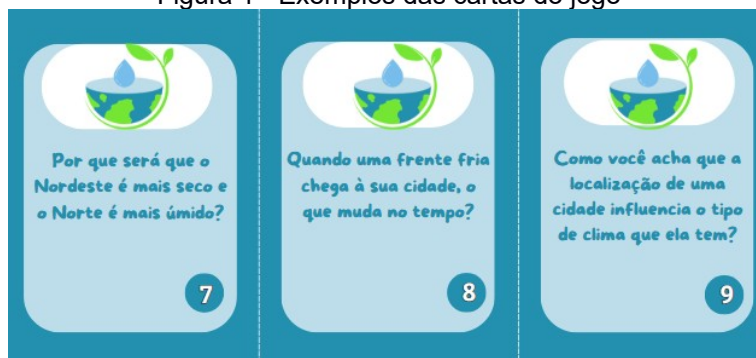 Figura 1 - Exemplos das cartas do jogo
Por que será que o
Nordeste é mais seco e
o Norte é mais úmido?
7
Quando uma frente fria
chega à sua cidade, o
que muda no tempo?
8
Como você acha que a
localização de uma
cidade influencia o tipo
de clima que ela tem?
9